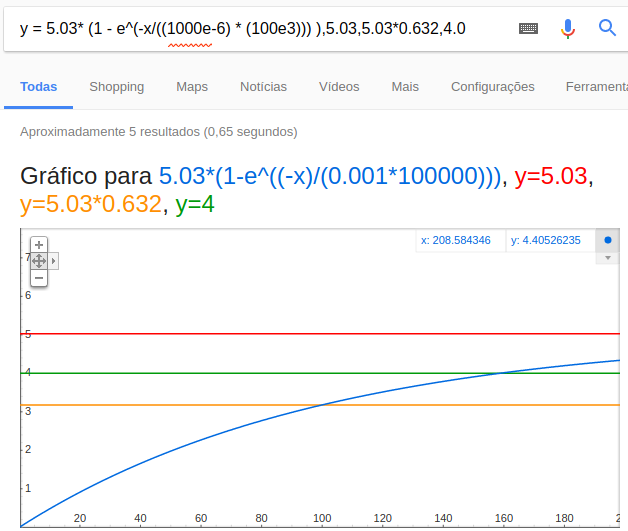 y = 5.03* (1 - e^(-x/((1000e-6) * (100e3))) ),5.03,5.03*0.632,4.0
Todas Shopping Maps Notícias Vídeos Mais Configurações Ferramenta
Aproximadamente 5 resultados (0,65 segundos)
Gráfico para 5.03*(1-e^((-x)/(0.001*100000))), y=5.03,
y=5.03*0.632, y=4
x: 208.584346 y: 4.40526235
7
6
5
4
3
2
1
20 40 60 80 100 120 140 160 180 2